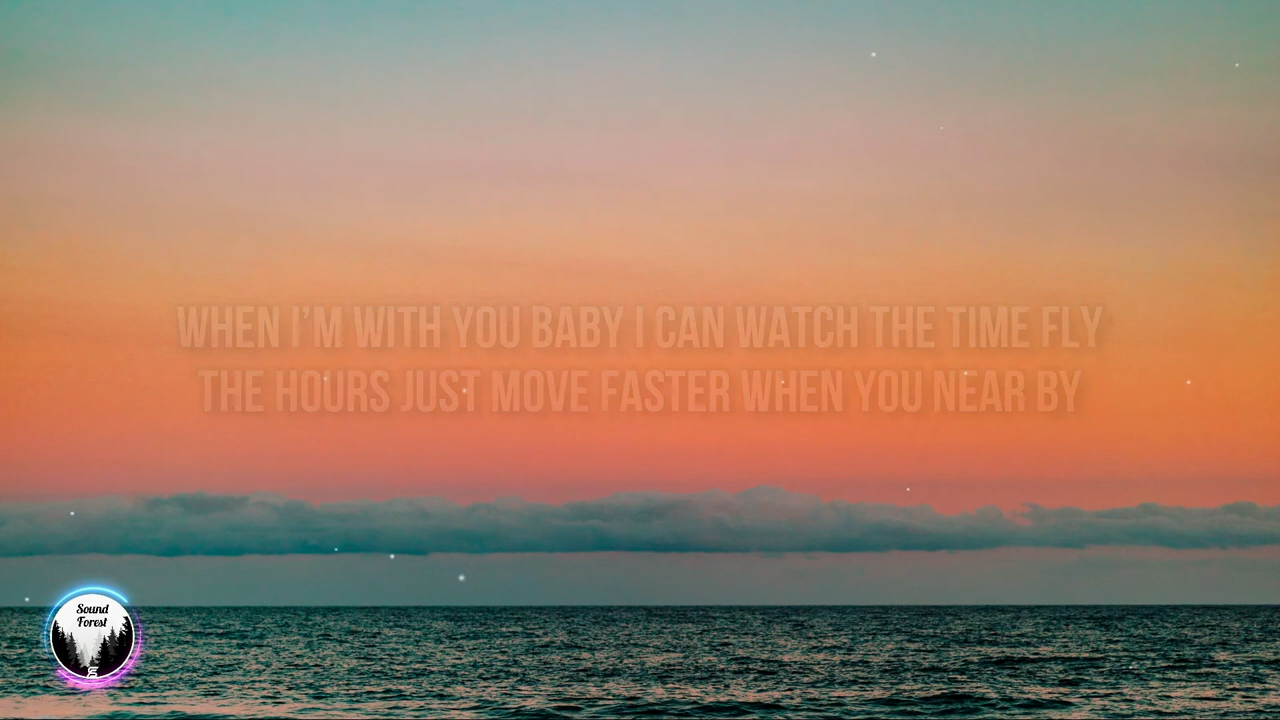 WHEN I'M WITH YOU BABY I CAN WATCH THE TIME FLY
THE HOURS JUST MOVE FASTER WHEN YOU NEAR BY
Sound
Forest